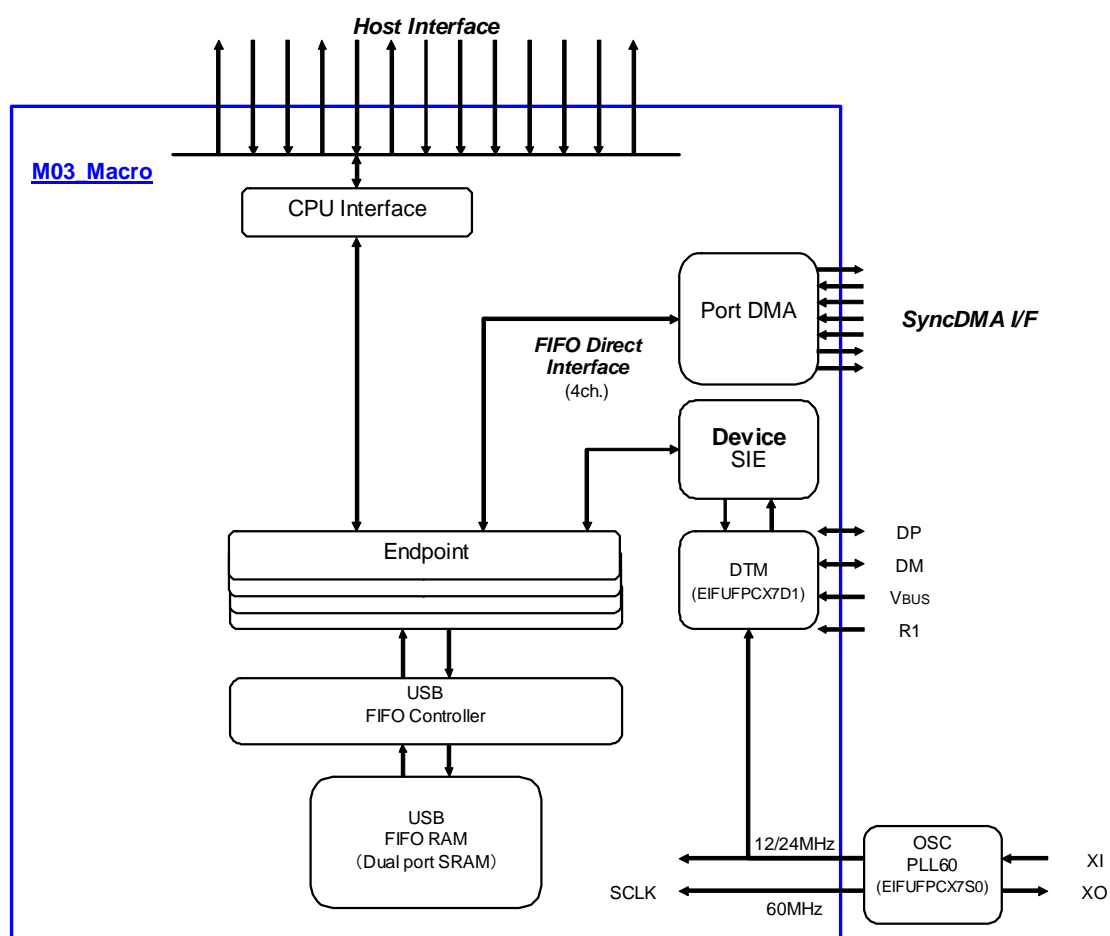 Host Interface
M03_Macro
CPU Interface
Port DMA
SyncDMA I/F
FIFO Direct
Interface
(4ch.)
Device
SIE
Endpoint
DTM
(EIFUFPCX7D1)
DP
DM
VBUS
R1
USB
FIFO Controller
USB
FIFO RAM
(Dual port SRAM)
12/24MHz
OSC
PLL60
(EIFUFPCX7S0)
XI
XO
SCLK
60MHz